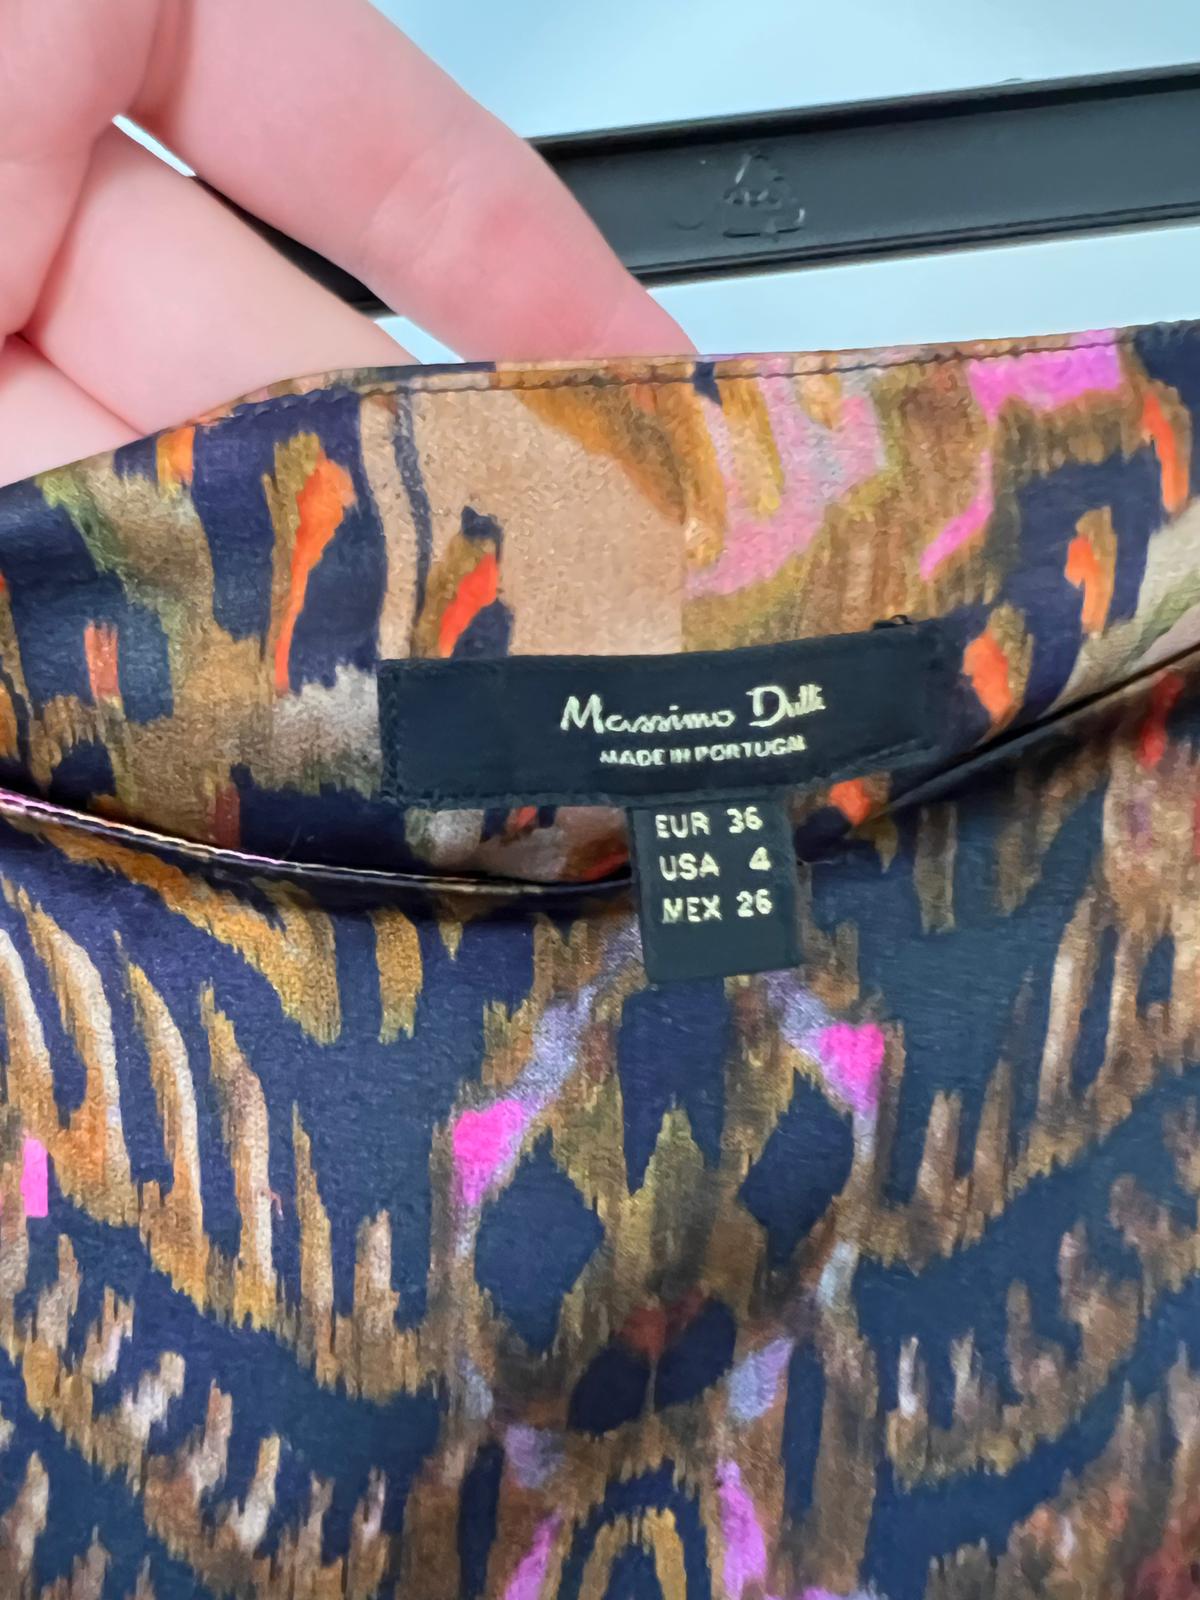 Massimo Dutti
MADE IN PORTUGAL
EUR 36
USA 4
MEX 26